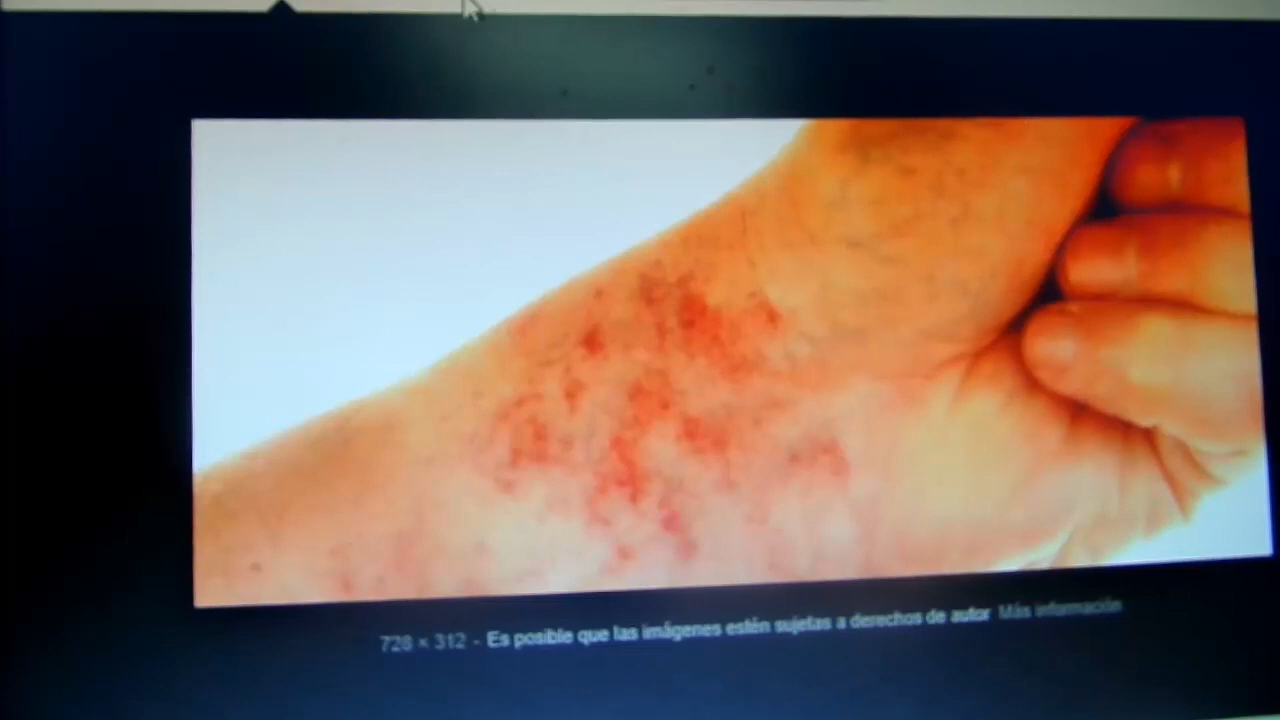 728 × 312 - Es posible que las imágenes estén sujetas a derechos de autor Más información